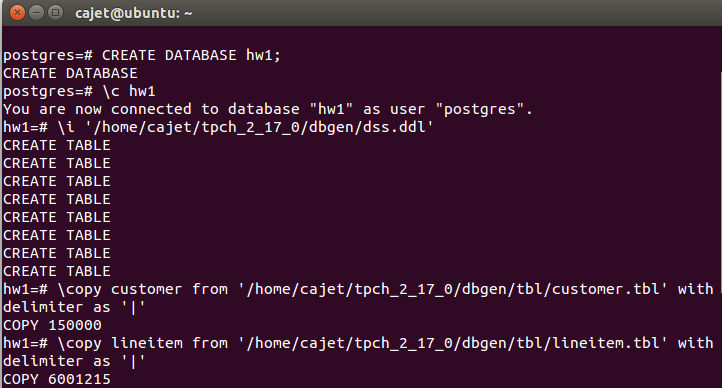 cajet@ubuntu: ~
postgres=# CREATE DATABASE hw1;
CREATE DATABASE
postgres=# \c hw1
You are now connected to database "hw1" as user "postgres".
hw1=# \i '/home/cajet/tpch_2_17_0/dbgen/dss.ddl'
CREATE TABLE
CREATE TABLE
CREATE TABLE
CREATE TABLE
CREATE TABLE
CREATE TABLE
CREATE TABLE
CREATE TABLE
hw1=# \copy customer from '/home/cajet/tpch_2_17_0/dbgen/tbl/customer.tbl' with
delimiter as '|'
COPY 150000
hw1=# \copy lineitem from '/home/cajet/tpch_2_17_0/dbgen/tbl/lineitem.tbl' with
delimiter as '|'
COPY 6001215